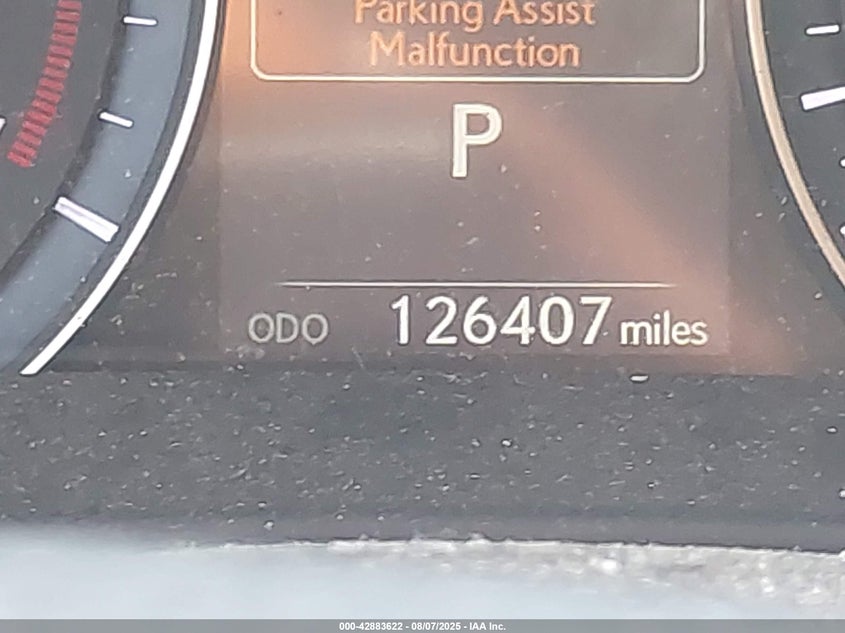 Parking Assist
Malfunction
P
ODO 126407 miles
000-42883622 - 08/07/2025 - IAA Inc.